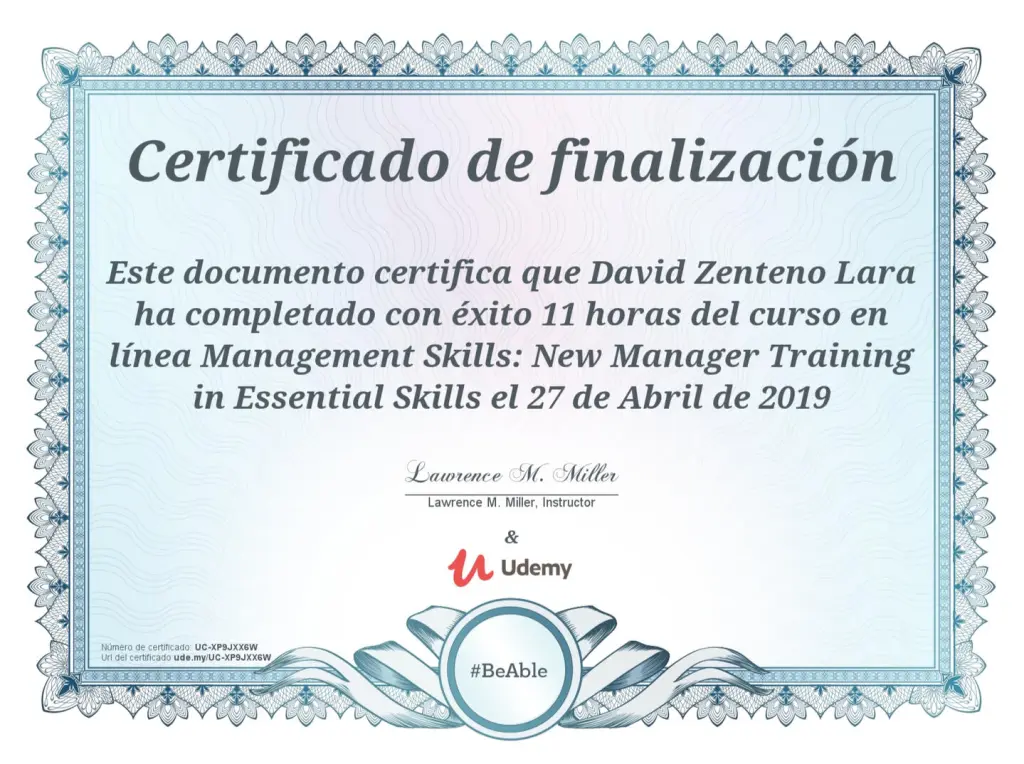 Certificado de finalización
Este documento certifica que David Zenteno Lara
ha completado con éxito 11 horas del curso en
línea Management Skills: New Manager Training
in Essential Skills el 27 de Abril de 2019
Lawrence M. Miller
Lawrence M. Miller, Instructor
&
Udemy
Número de certificado: UC-XP9JXX6W
Url del certificado ude.my/UC-XP9JXX6W
#BeAble